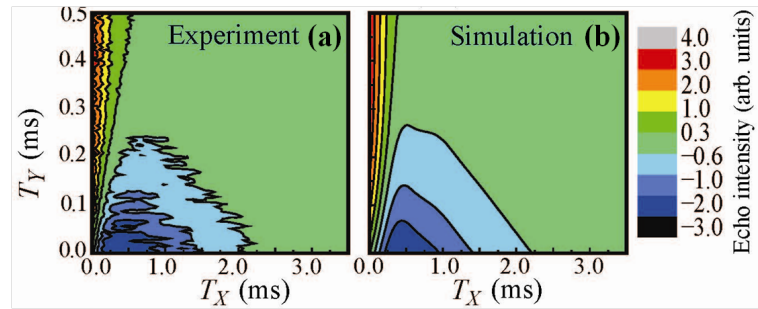 Experiment (a)
Simulation (b)
0.5
0.4
0.3
0.2
0.1
0.0
T_Y (ms)
0.0 1.0 2.0 3.0
T_X (ms)
0.0 1.0 2.0 3.0
T_X (ms)
4.0
3.0
2.0
1.0
0.3
−0.6
−1.0
−2.0
−3.0
Echo intensity (arb. units)